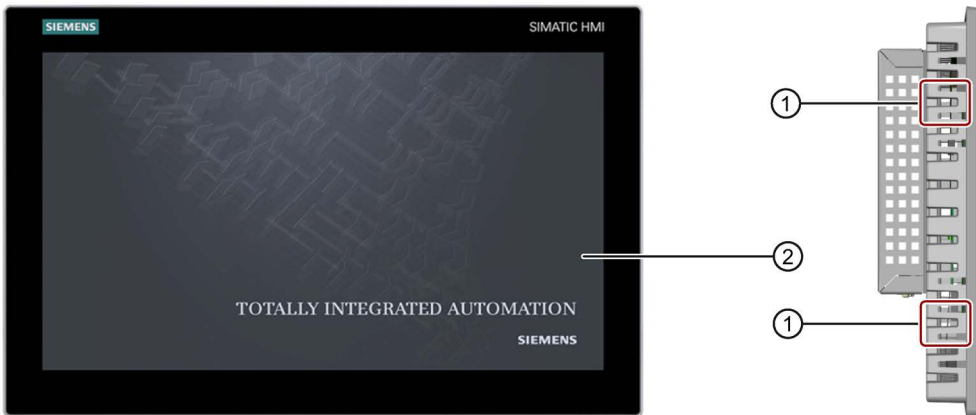 SIEMENS
SIMATIC HMI
1
2
TOTALLY INTEGRATED AUTOMATION
SIEMENS
1